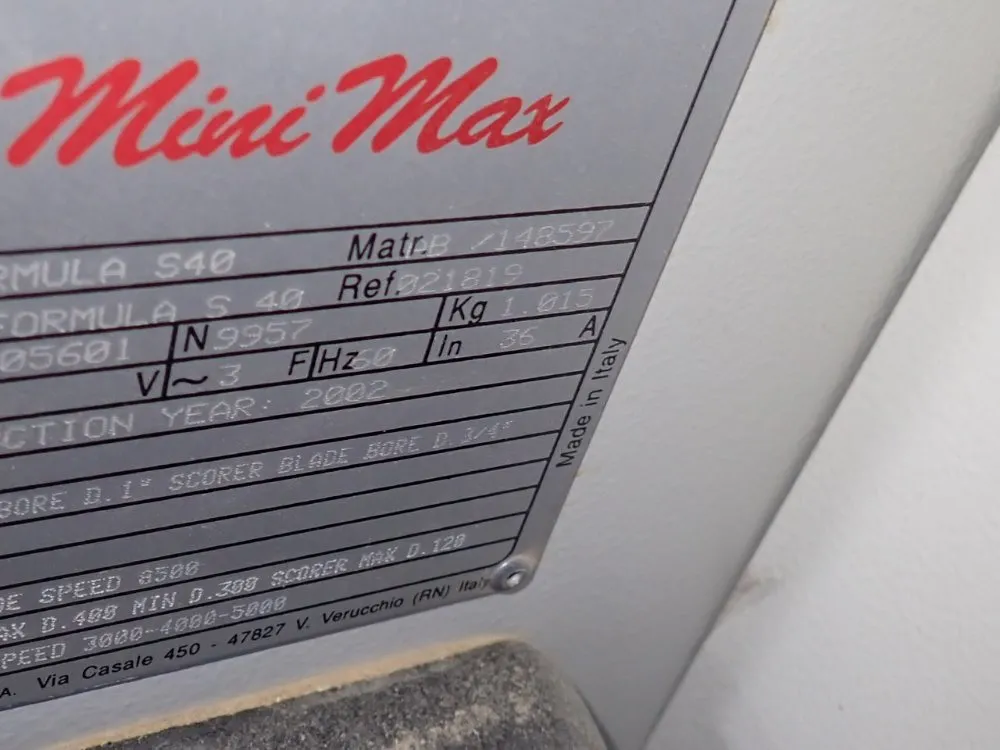 Mini Max
RMULA S40 Matr. AB /148597
FORMULA S 40 Ref. 021819
05601 N 9957 Kg 1.015
V ~ 3 F Hz 60 In 36 A
CTION YEAR: 2002
BORE D.1" SCORER BLADE BORE D.3/4"
DE SPEED 8500
AX D.400 MIN D.300 SCORER MAX D.120
SPEED 3000-4000-5000
A. Via Casale 450 - 47827 V. Verucchio (RN) Italy
Made in Italy